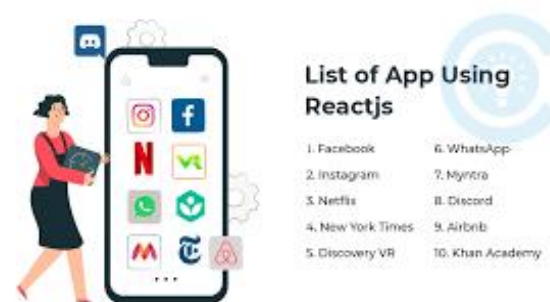 List of App Using
Reactjs
1. Facebook
2. Instagram
3. Netflix
4. New York Times
5. Discovery VR
6. WhatsApp
7. Myntra
8. Discord
9. Airbnb
10. Khan Academy